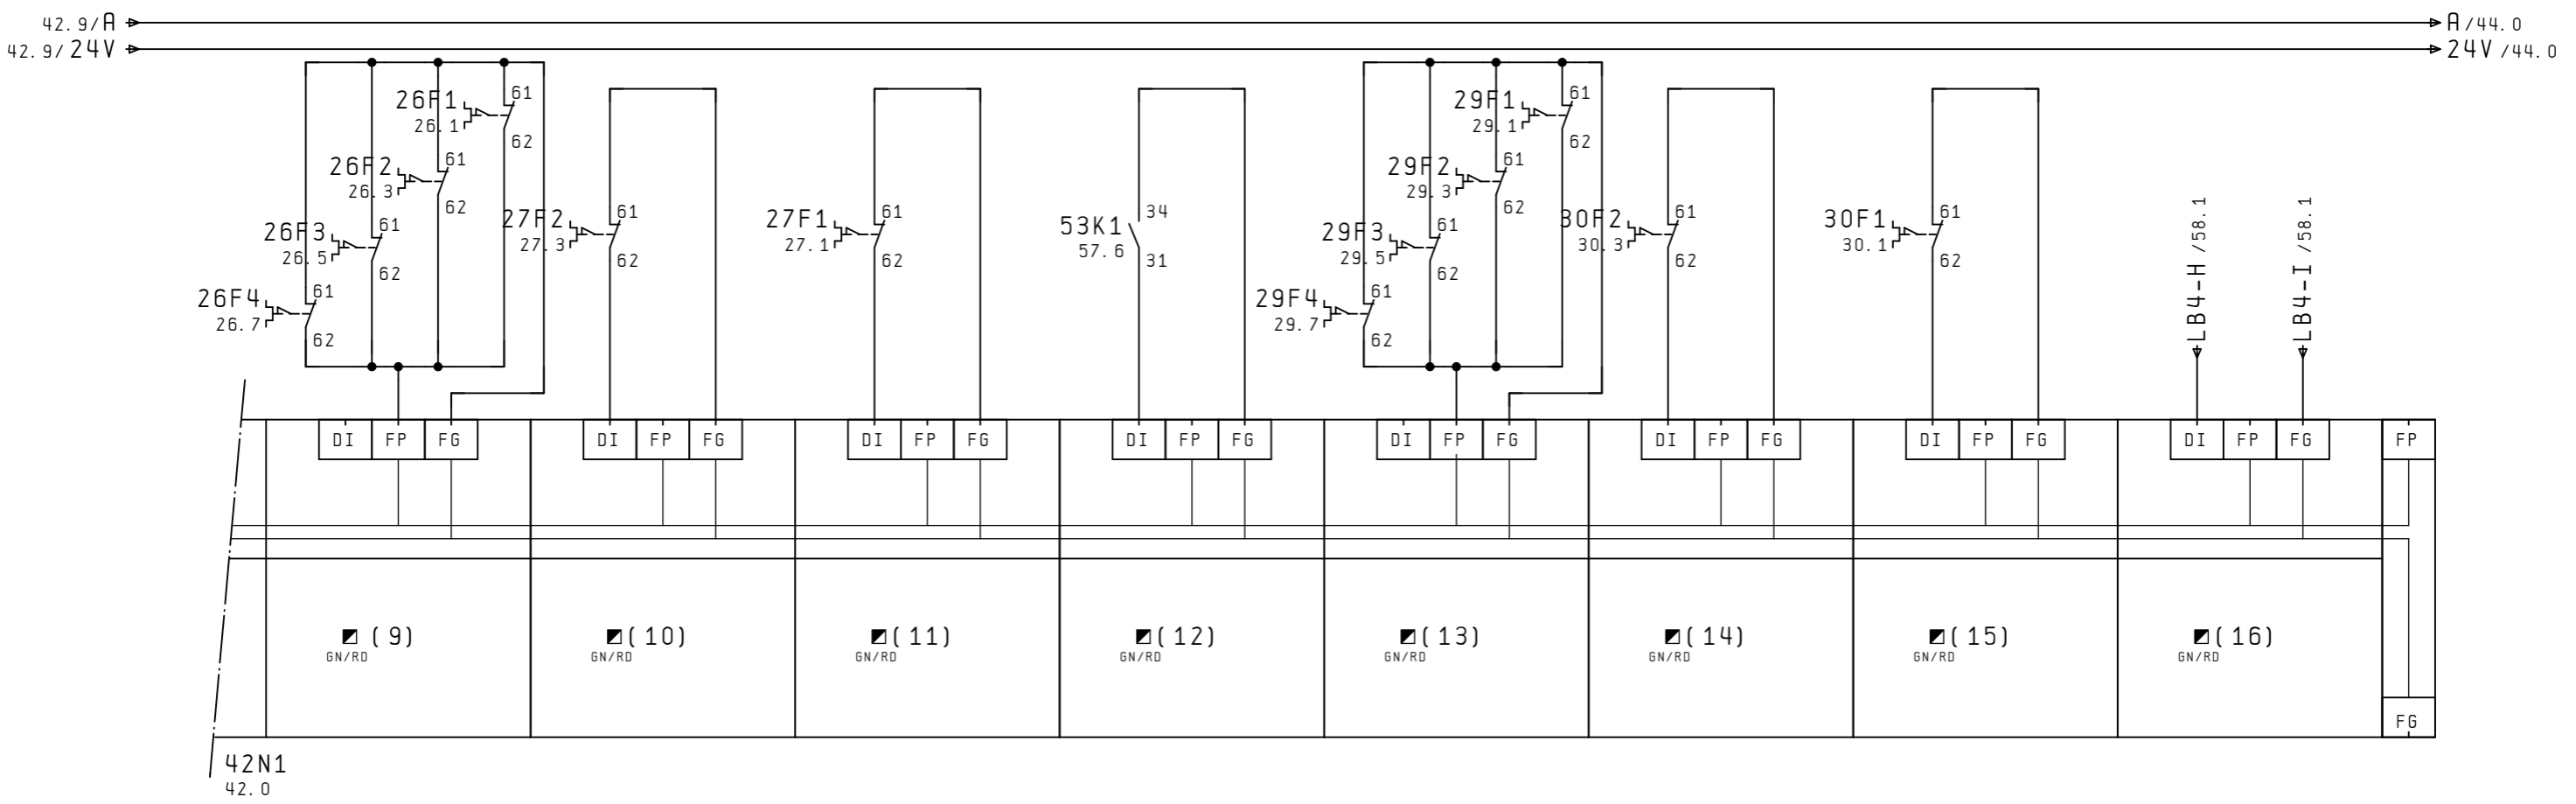 42.9/A A/44.0
42.9/24V 24V/44.0
26F1 61
26.1 62
26F2 61
26.3 62
26F3 61
26.5 62
26F4 61
26.7 62
27F2 61
27.3 62
27F1 61
27.1 62
53K1 34
57.6 31
29F1 61
29.1 62
29F2 61
29.3 62
29F3 61
29.5 62
29F4 61
29.7 62
30F2 61
30.3 62
30F1 61
30.1 62
LB4-H/58.1
LB4-I/58.1
DI FP FG DI FP FG DI FP FG DI FP FG DI FP FG DI FP FG DI FP FG DI FP FG FP
(9) (10) (11) (12) (13) (14) (15) (16)
GN/RD GN/RD GN/RD GN/RD GN/RD GN/RD GN/RD GN/RD
FG
42N1
42.0